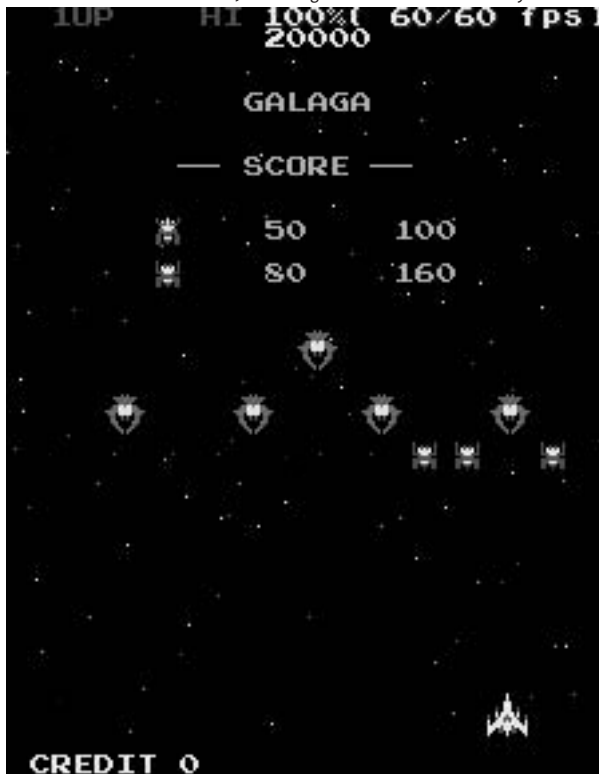 1UP HI 100%( 60/60 fps)
20000
GALAGA
— SCORE —
50 100
80 160
CREDIT 0